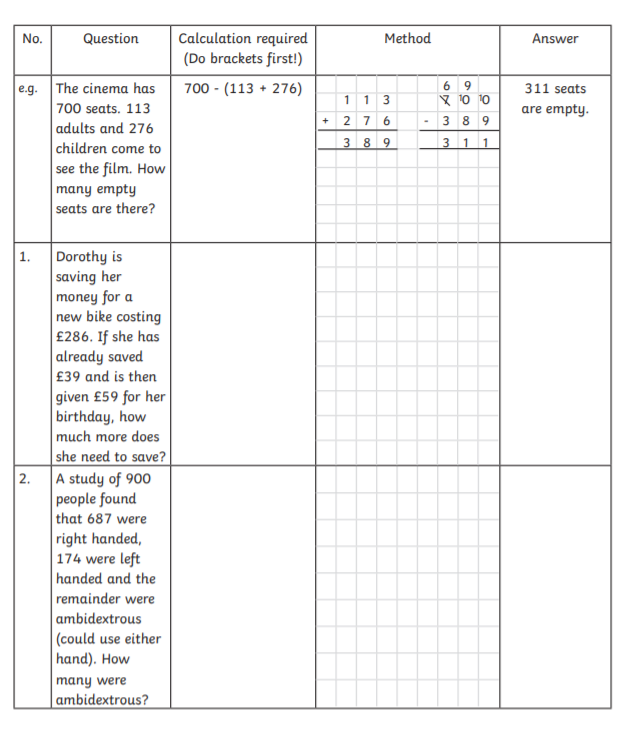 No.
Question
Calculation required
(Do brackets first!)
Method
Answer
e.g.
The cinema has
700 seats. 113
adults and 276
children come to
see the film. How
many empty
seats are there?
700 - (113 + 276)
6 9
1 1 3 7 10 10
+ 2 7 6 - 3 8 9
3 8 9 3 1 1
311 seats
are empty.
1.
Dorothy is
saving her
money for a
new bike costing
£286. If she has
already saved
£39 and is then
given £59 for her
birthday, how
much more does
she need to save?
2.
A study of 900
people found
that 687 were
right handed,
174 were left
handed and the
remainder were
ambidextrous
(could use either
hand). How
many were
ambidextrous?